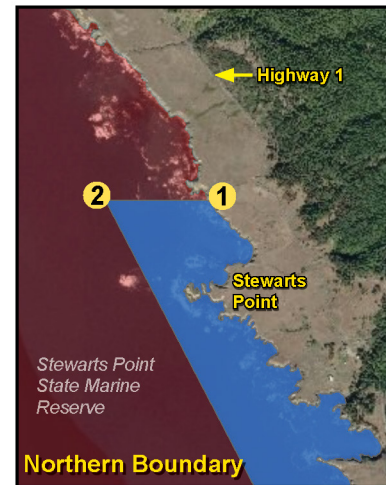 Highway 1
2
1
Stewarts
Point
Stewarts Point
State Marine
Reserve
Northern Boundary